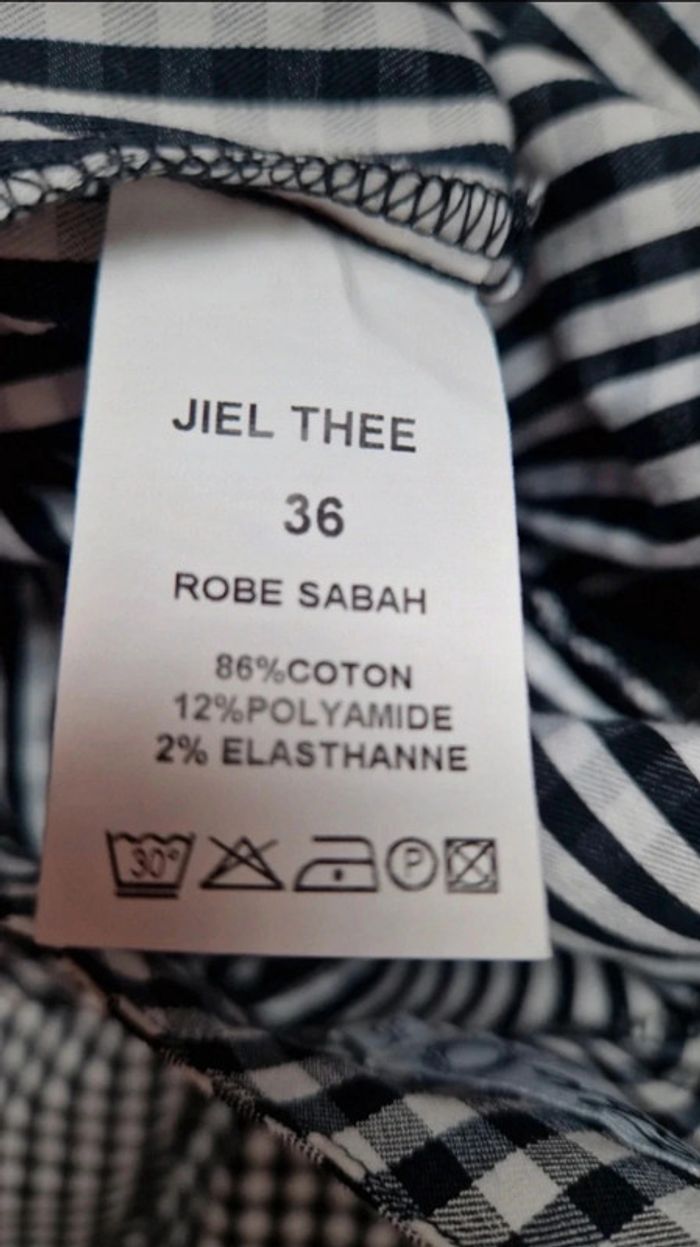 JIEL THEE
36
ROBE SABAH
86%COTON
12%POLYAMIDE
2% ELASTHANNE
30° P